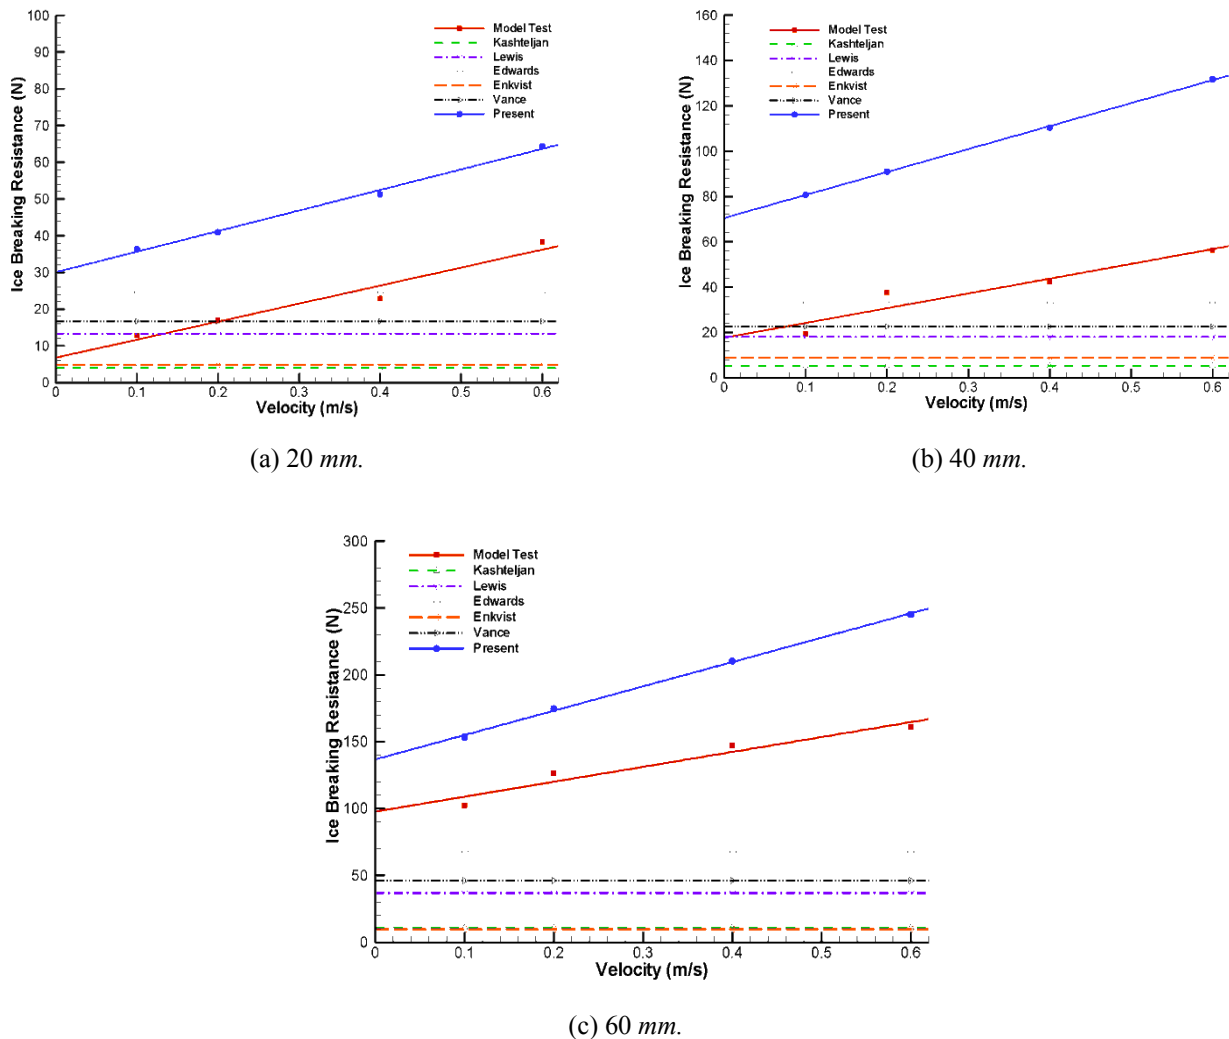 100
90
80
70
60
50
40
30
20
10
0
Ice Breaking Resistance (N)
Model Test
Kashteljan
Lewis
Edwards
Enkvist
Vance
Present
0 0.1 0.2 0.3 0.4 0.5 0.6
Velocity (m/s)
(a) 20 mm.
160
140
120
100
80
60
40
20
0
Ice Breaking Resistance (N)
Model Test
Kashteljan
Lewis
Edwards
Enkvist
Vance
Present
0 0.1 0.2 0.3 0.4 0.5 0.6
Velocity (m/s)
(b) 40 mm.
300
250
200
150
100
50
0
Ice Breaking Resistance (N)
Model Test
Kashteljan
Lewis
Edwards
Enkvist
Vance
Present
0 0.1 0.2 0.3 0.4 0.5 0.6
Velocity (m/s)
(c) 60 mm.